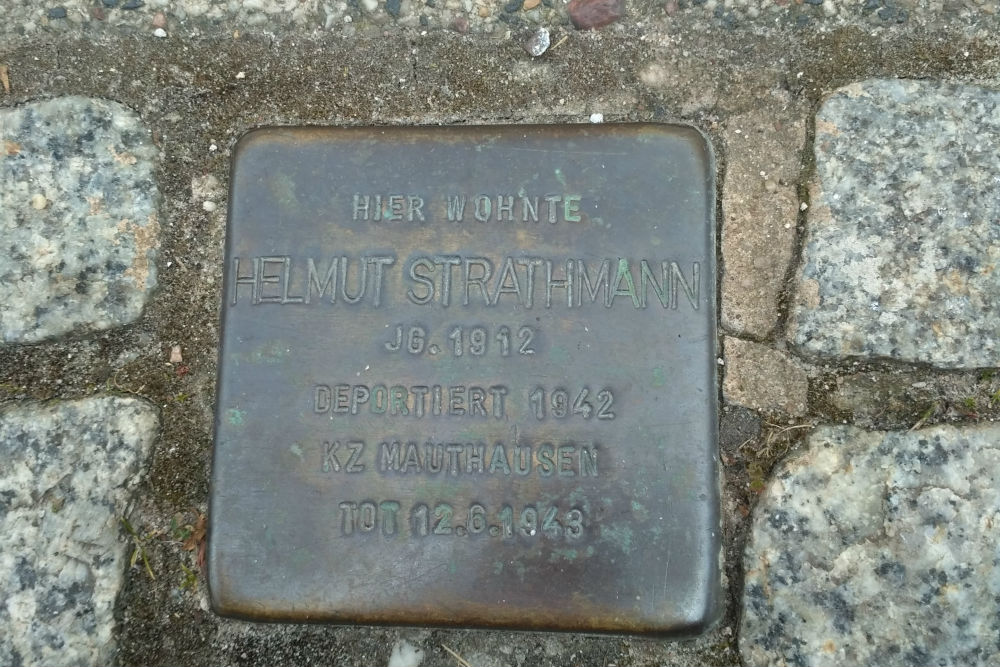 HIER WOHNTE
HELMUT STRATHMANN
JG. 1912
DEPORTIERT 1942
KZ MAUTHAUSEN
TOT 12.6.1943